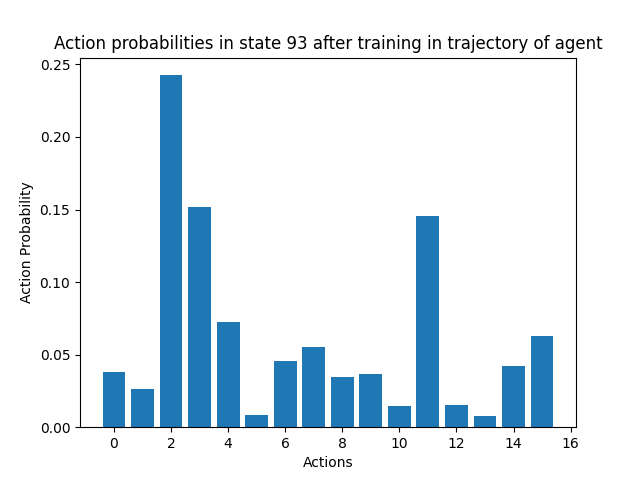 Action probabilities in state 93 after training in trajectory of agent
0.25
0.20
0.15
0.10
0.05
0.00
Action Probability
0 2 4 6 8 10 12 14 16
Actions